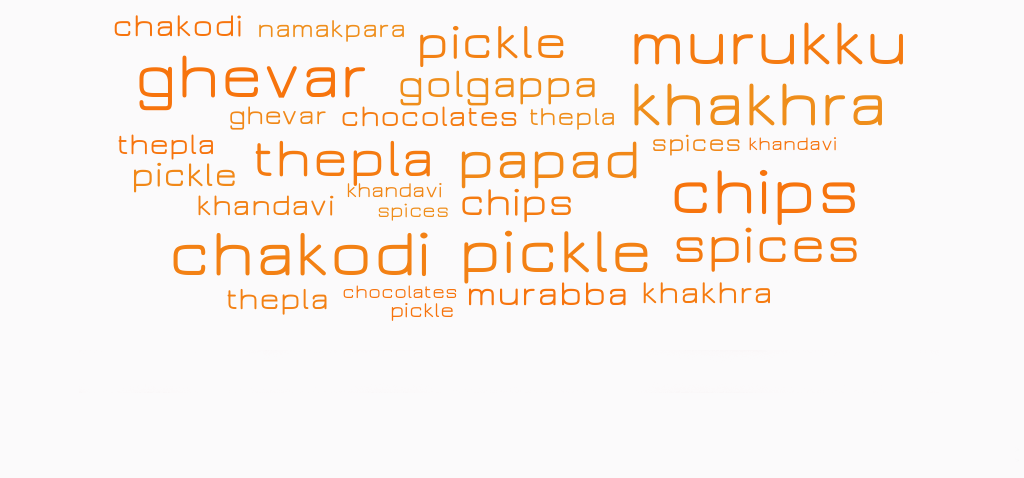 chakodi namakpara pickle murukku
ghevar golgappa khakhra
ghevar chocolates thepla
thepla thepla papad spices khandavi
pickle khandavi chips
khandavi spices chips
chakodi pickle spices
thepla chocolates murabba khakhra
pickle